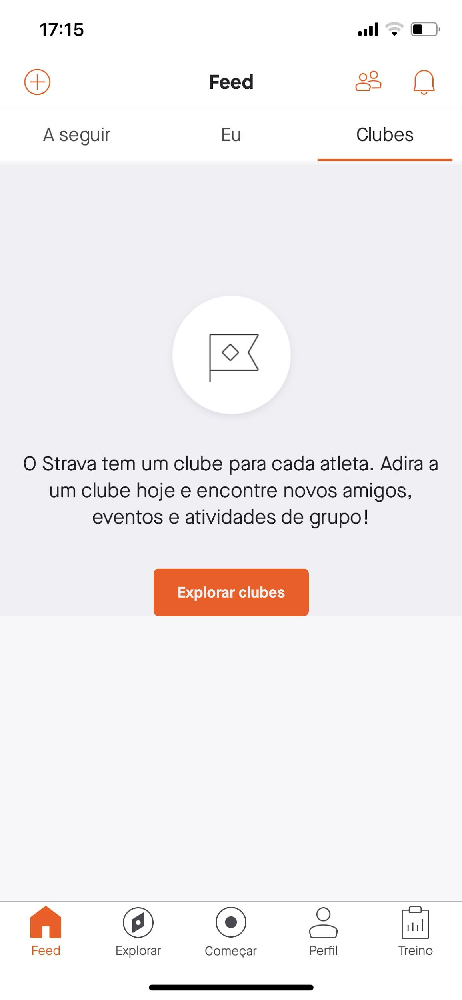 17:15
Feed
A seguir
Eu
Clubes
O Strava tem um clube para cada atleta. Adira a
um clube hoje e encontre novos amigos,
eventos e atividades de grupo!
Explorar clubes
Feed
Explorar
Começar
Perfil
Treino